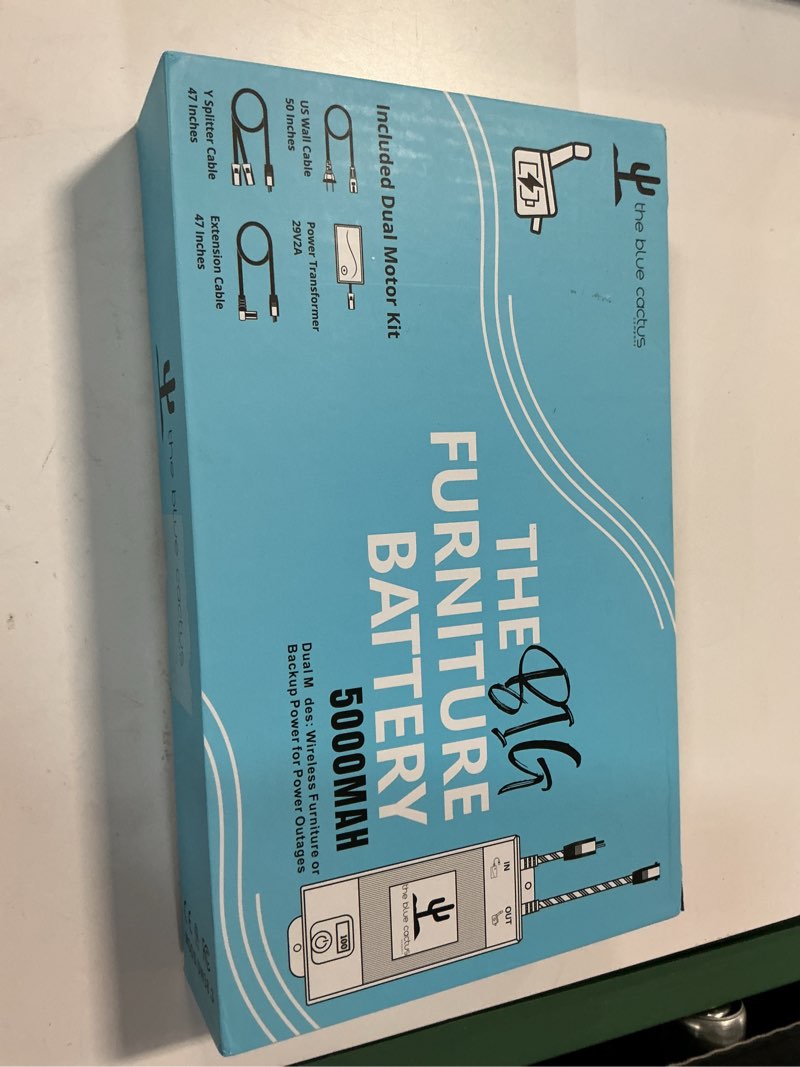 the blue cactus
COMPANY
THE BIG
FURNITURE
BATTERY
5000MAH
Dual M des: Wireless Furniture or
Backup Power for Power Outages
Included Dual Motor Kit
US Wall Cable
50 Inches
Power Transformer
29V2A
Y Splitter Cable
47 Inches
Extension Cable
47 Inches
IN
OUT
the blue cactus
100
the blue cactus